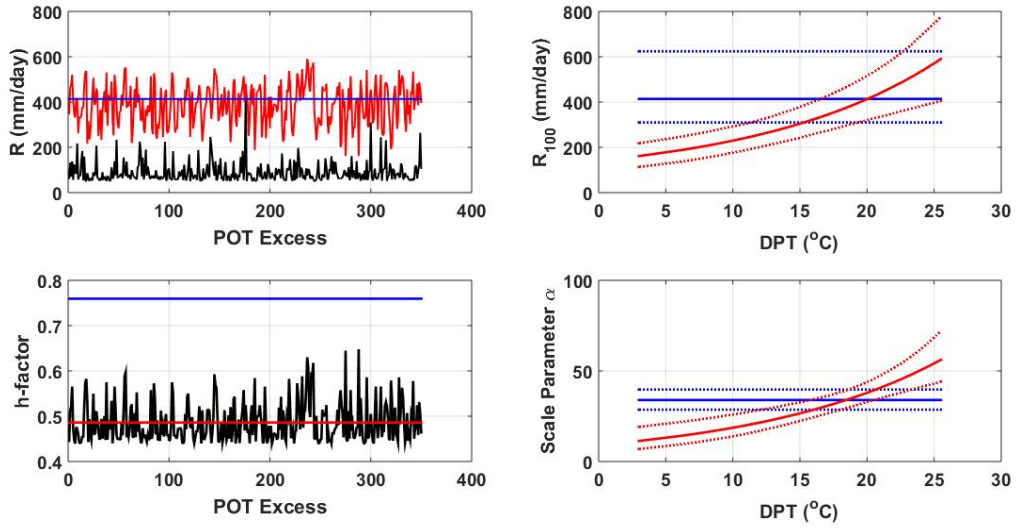 800
600
400
200
0
R (mm/day)
0 100 200 300 400
POT Excess
800
600
400
200
0
R100 (mm/day)
0 5 10 15 20 25 30
DPT (oC)
0.8
0.7
0.6
0.5
0.4
h-factor
0 100 200 300 400
POT Excess
100
50
0
Scale Parameter α
0 5 10 15 20 25 30
DPT (oC)